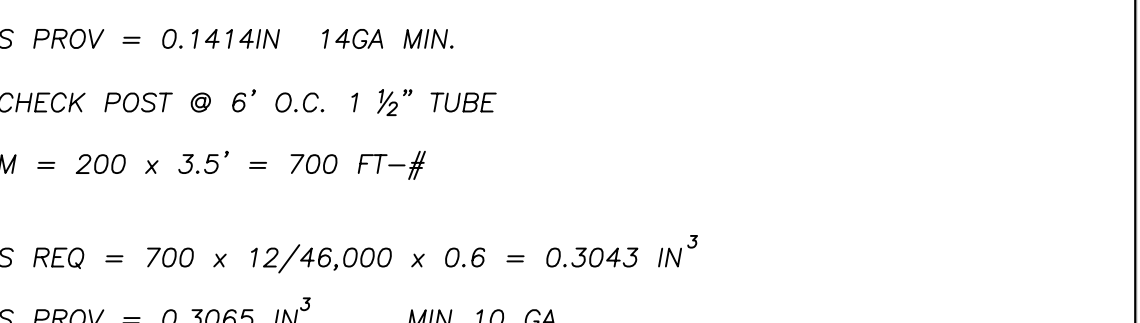 S PROV = 0.1414IN 14GA MIN.
CHECK POST @ 6' O.C. 1 ½" TUBE
M = 200 x 3.5' = 700 FT-#
S REQ = 700 x 12/46,000 x 0.6 = 0.3043 IN³
S PROV = 0.3065 IN³ MIN 10 GA